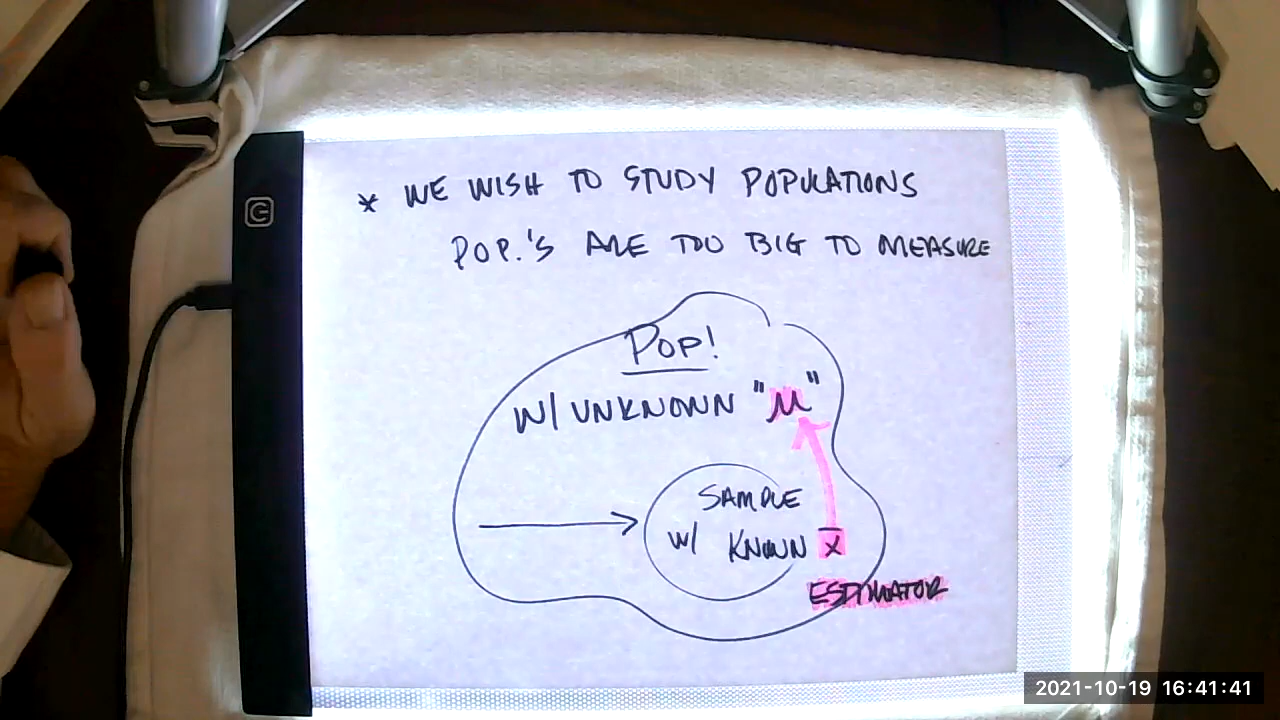 * WE WISH TO STUDY POPULATIONS
POP.'S ARE TOO BIG TO MEASURE
POP!
W/ UNKNOWN "μ"
SAMPLE
W/ KNOWN x̄
ESTIMATOR
2021-10-19 16:41:41